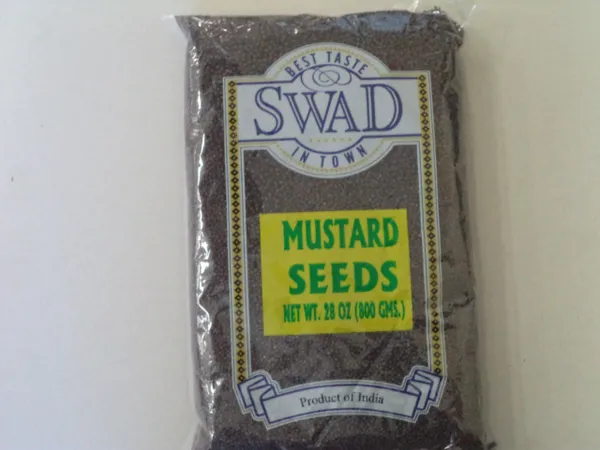 BEST TASTE
SWAD
IN TOWN
MUSTARD
SEEDS
NET WT. 28 OZ (800 GMS.)
Product of India